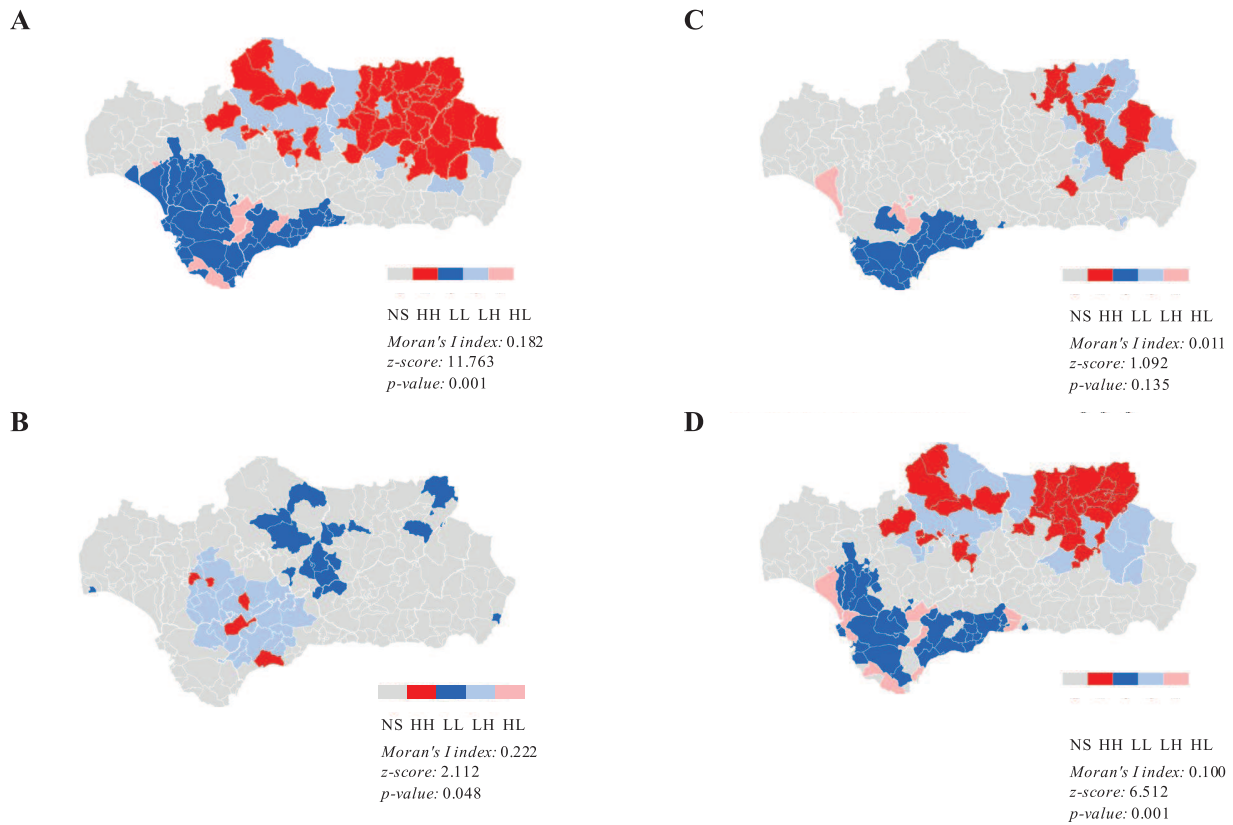 A
NS HH LL LH HL
Moran's I index: 0.182
z-score: 11.763
p-value: 0.001
B
NS HH LL LH HL
Moran's I index: 0.222
z-score: 2.112
p-value: 0.048
C
NS HH LL LH HL
Moran's I index: 0.011
z-score: 1.092
p-value: 0.135
D
NS HH LL LH HL
Moran's I index: 0.100
z-score: 6.512
p-value: 0.001